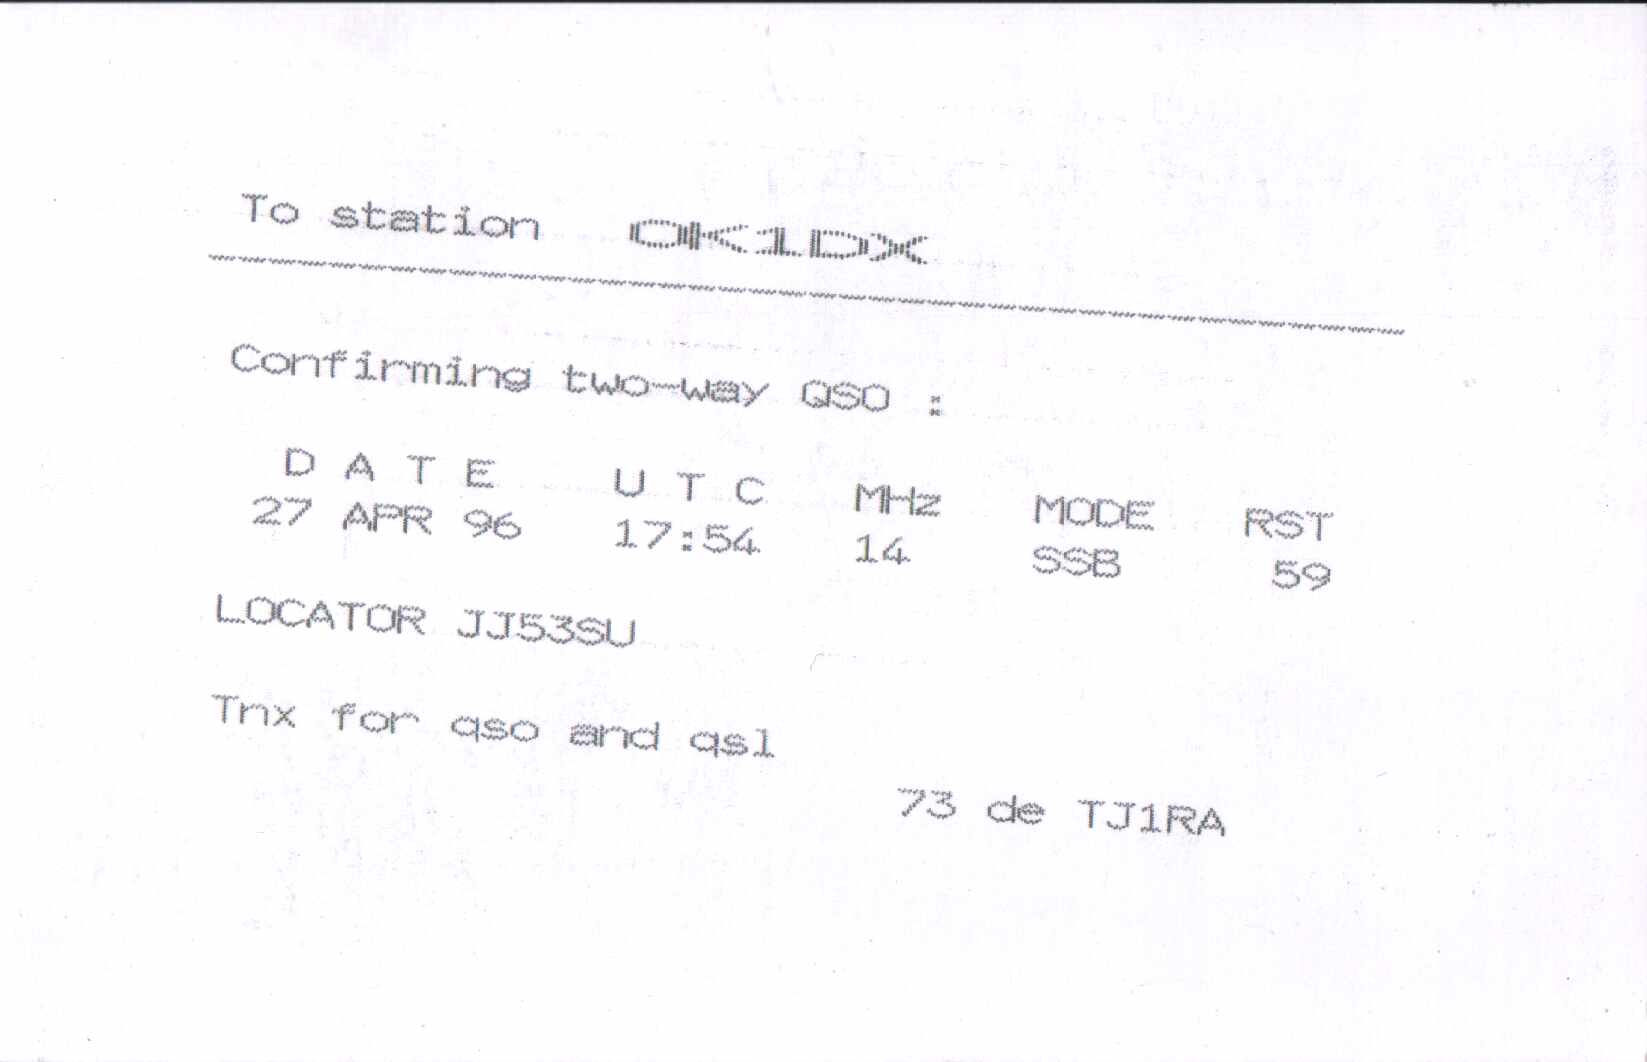 To station OK1DX
Confirming two-way QSO :
D A T E U T C MHz MODE RST
27 APR 96 17:54 14 SSB 59
LOCATOR JJ53SU
Tnx for qso and qsl
73 de TJ1RA